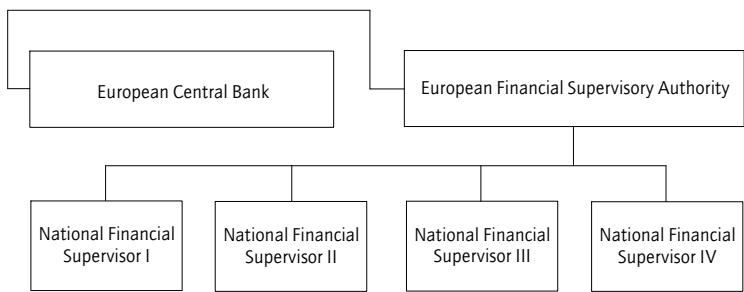 European Central Bank
European Financial Supervisory Authority
National Financial
Supervisor I
National Financial
Supervisor II
National Financial
Supervisor III
National Financial
Supervisor IV